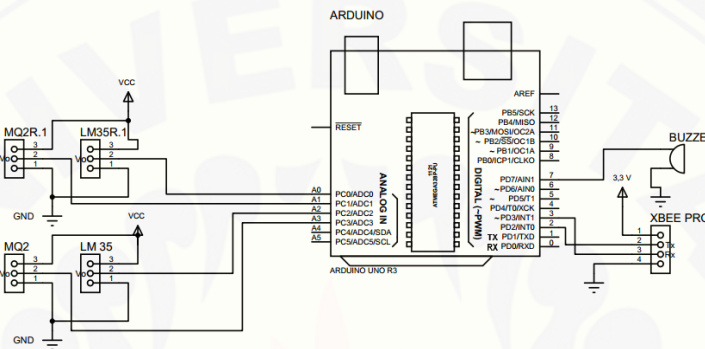 ARDUINO
VCC
MQ2R.1
LM35R.1
3
2
1
Vo
3
2
1
GND
VCC
MQ2
LM 35
3
2
1
Vo
3
2
1
GND
RESET
A0
A1
A2
A3
A4
A5
PC0/ADC0
PC1/ADC1
PC2/ADC2
PC3/ADC3
PC4/ADC4/SDA
PC5/ADC5/SCL
ANALOG IN
ARDUINO UNO R3
DIGITAL (~PWM)
AREF
PB5/SCK 13
PB4/MISO 12
~PB3/MOSI/OC2A 11
~ PB2/SS/OC1B 10
~ PB1/OC1A 9
PB0/ICP1/CLKO 8
PD7/AIN1 7
~PD6/AIN0 6
~ PD5/T1 5
PD4/T0/XCK 4
~PD3/INT1 3
PD2/INT0 2
TX PD1/TXD 1
RX PD0/RXD 0
BUZZE
3,3 V
XBEE PRO
1
2
3
4
Tx
Rx
UNIVERSIT